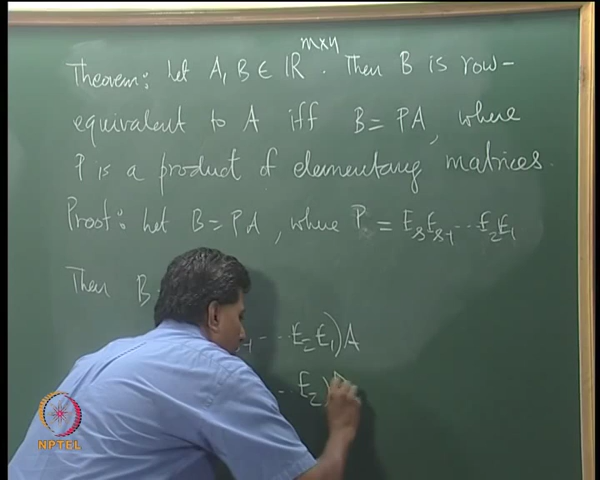 Theorem: Let A, B ∈ ℝ^{m×n}. Then B is row-
equivalent to A iff B = PA, where
P is a product of elementary matrices.
Proof: Let B = PA, where P = E_s E_{s-1} ... E_2 E_1
Then B
... E_2 E_1) A
... E_2)
NPTEL